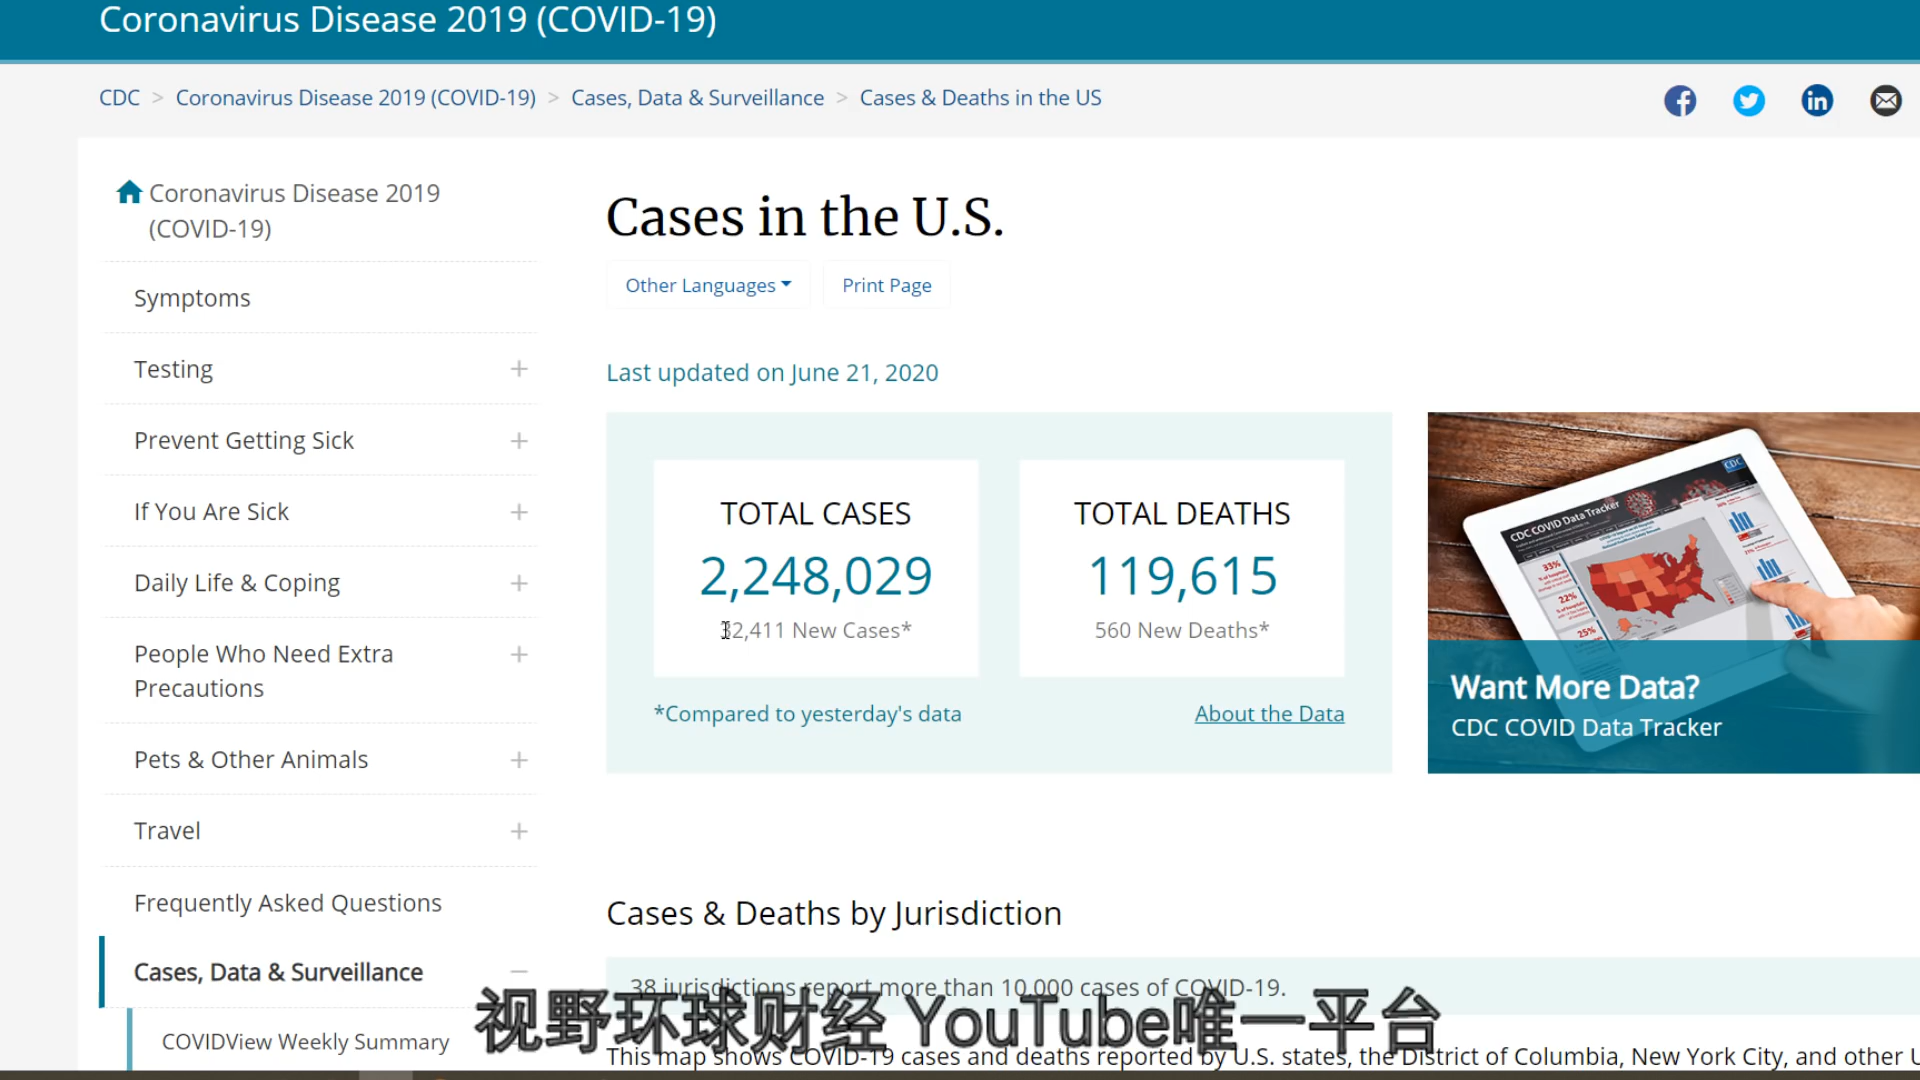 Coronavirus Disease 2019 (COVID-19)
CDC > Coronavirus Disease 2019 (COVID-19) > Cases, Data & Surveillance > Cases & Deaths in the US
Coronavirus Disease 2019
(COVID-19)
Symptoms
Testing
Prevent Getting Sick
If You Are Sick
Daily Life & Coping
People Who Need Extra
Precautions
Pets & Other Animals
Travel
Frequently Asked Questions
Cases, Data & Surveillance
COVIDView Weekly Summary
Cases in the U.S.
Other Languages
Print Page
Last updated on June 21, 2020
TOTAL CASES
2,248,029
32,411 New Cases*
TOTAL DEATHS
119,615
560 New Deaths*
*Compared to yesterday's data
About the Data
CDC
CDC COVID Data Tracker
33%
22%
25%
Want More Data?
CDC COVID Data Tracker
Cases & Deaths by Jurisdiction
38 jurisdictions report more than 10,000 cases of COVID-19.
This map shows COVID-19 cases and deaths reported by U.S. states, the District of Columbia, New York City, and other U
视野环球财经 YouTube唯一平台